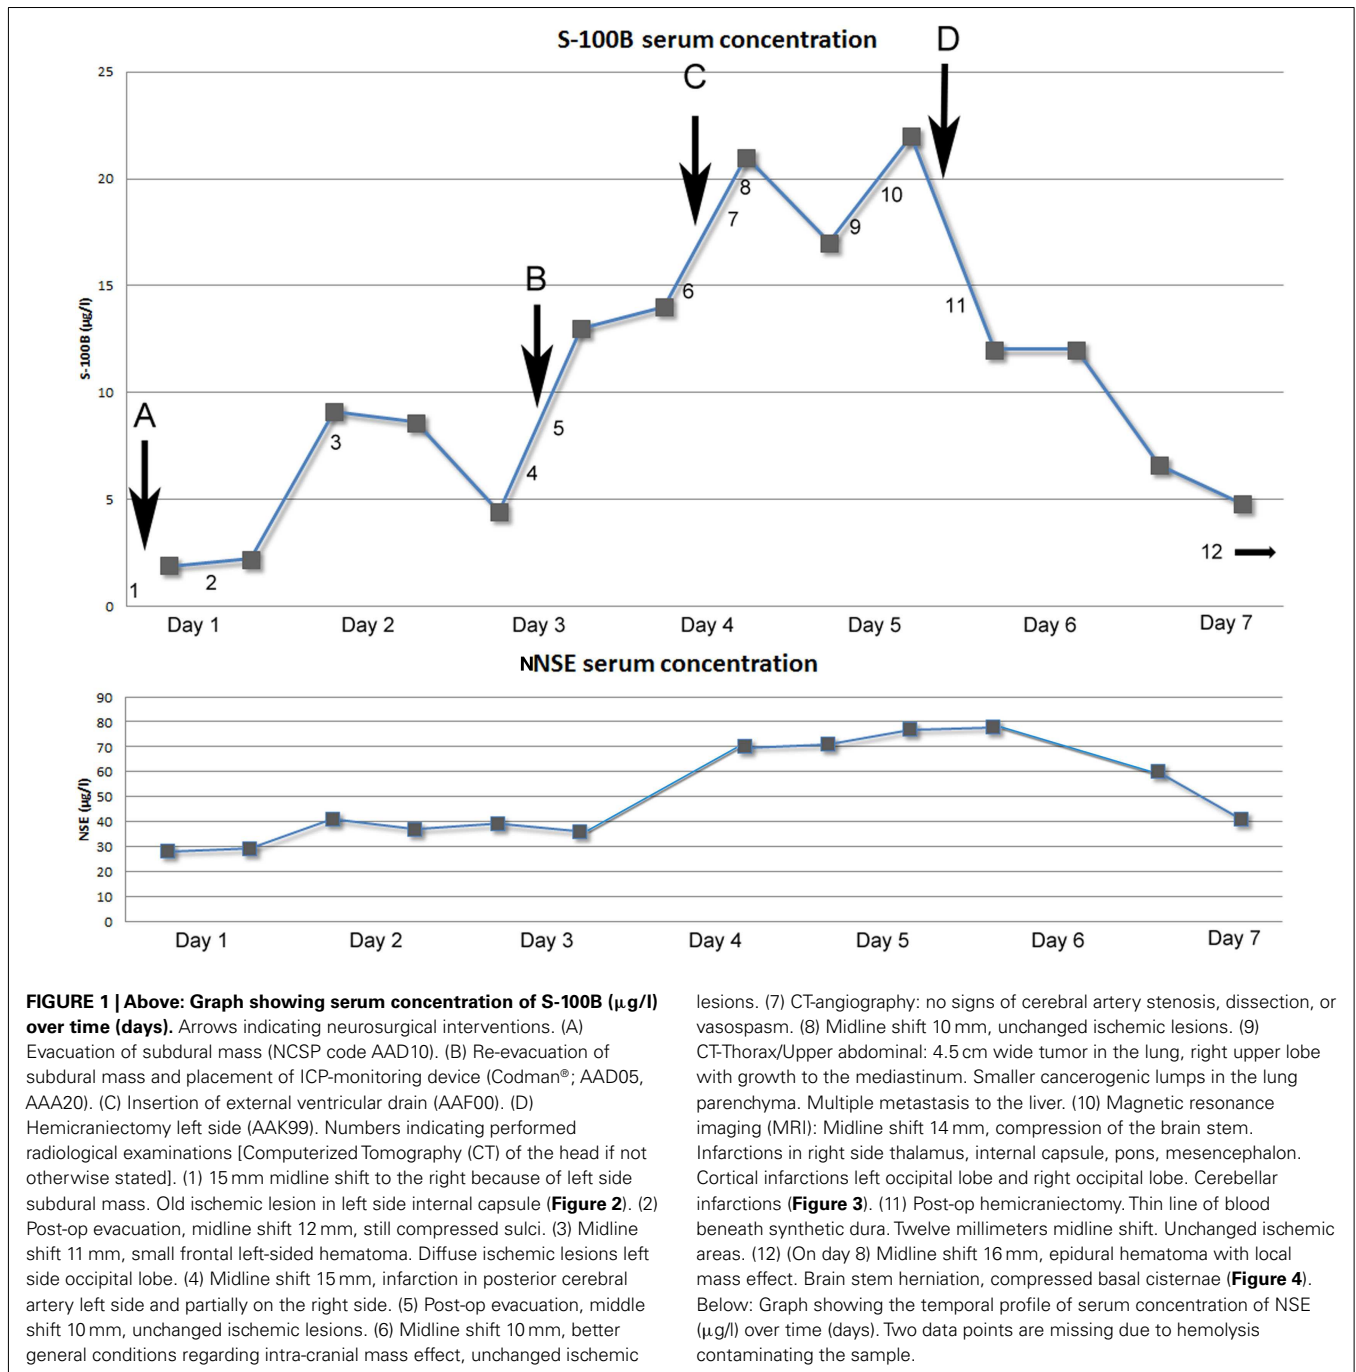 S-100B serum concentration
D
C
25
8
20
10
7
9
B
15
6
11
S-100B (µg/l)
10
A
5
3
4
5
12
2
1
0
Day 1 Day 2 Day 3 Day 4 Day 5 Day 6 Day 7
NNSE serum concentration
90
80
70
60
50
40
30
20
10
0
NSE (µg/l)
Day 1 Day 2 Day 3 Day 4 Day 5 Day 6 Day 7
FIGURE 1 | Above: Graph showing serum concentration of S-100B (µg/l)
over time (days). Arrows indicating neurosurgical interventions. (A)
Evacuation of subdural mass (NCSP code AAD10). (B) Re-evacuation of
subdural mass and placement of ICP-monitoring device (Codman®; AAD05,
AAA20). (C) Insertion of external ventricular drain (AAF00). (D)
Hemicraniectomy left side (AAK99). Numbers indicating performed
radiological examinations [Computerized Tomography (CT) of the head if not
otherwise stated]. (1) 15 mm midline shift to the right because of left side
subdural mass. Old ischemic lesion in left side internal capsule (Figure 2). (2)
Post-op evacuation, midline shift 12 mm, still compressed sulci. (3) Midline
shift 11 mm, small frontal left-sided hematoma. Diffuse ischemic lesions left
side occipital lobe. (4) Midline shift 15 mm, infarction in posterior cerebral
artery left side and partially on the right side. (5) Post-op evacuation, middle
shift 10 mm, unchanged ischemic lesions. (6) Midline shift 10 mm, better
general conditions regarding intra-cranial mass effect, unchanged ischemic
lesions. (7) CT-angiography: no signs of cerebral artery stenosis, dissection, or
vasospasm. (8) Midline shift 10 mm, unchanged ischemic lesions. (9)
CT-Thorax/Upper abdominal: 4.5 cm wide tumor in the lung, right upper lobe
with growth to the mediastinum. Smaller cancerogenic lumps in the lung
parenchyma. Multiple metastasis to the liver. (10) Magnetic resonance
imaging (MRI): Midline shift 14 mm, compression of the brain stem.
Infarctions in right side thalamus, internal capsule, pons, mesencephalon.
Cortical infarctions left occipital lobe and right occipital lobe. Cerebellar
infarctions (Figure 3). (11) Post-op hemicraniectomy. Thin line of blood
beneath synthetic dura. Twelve millimeters midline shift. Unchanged ischemic
areas. (12) (On day 8) Midline shift 16 mm, epidural hematoma with local
mass effect. Brain stem herniation, compressed basal cisternae (Figure 4).
Below: Graph showing the temporal profile of serum concentration of NSE
(µg/l) over time (days). Two data points are missing due to hemolysis
contaminating the sample.